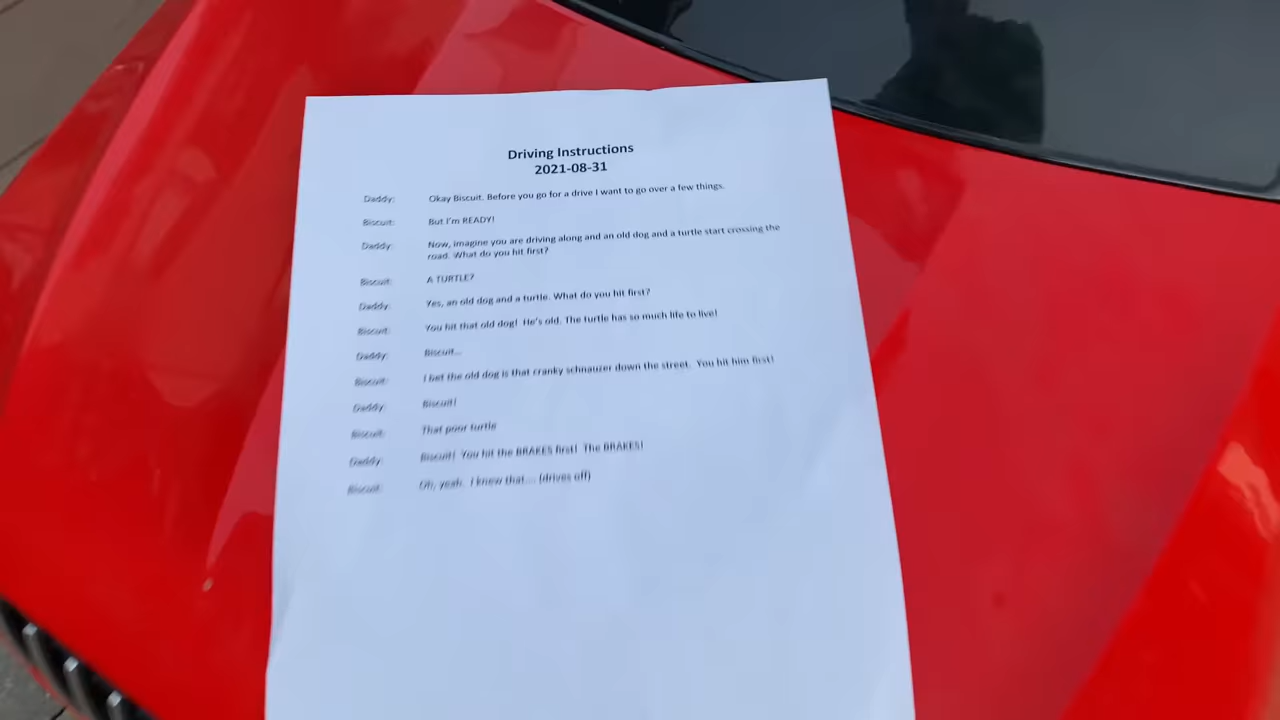 Driving Instructions
2021-08-31
Daddy: Okay Biscuit. Before you go for a drive I want to go over a few things.
Biscuit: But I'm READY!
Daddy: Now, imagine you are driving along and an old dog and a turtle start crossing the
road. What do you hit first?
Biscuit: A TURTLE?
Daddy: Yes, an old dog and a turtle. What do you hit first?
Biscuit: You hit that old dog! He's old. The turtle has so much life to live!
Daddy: Biscuit...
Biscuit: I bet the old dog is that cranky schnauzer down the street. You hit him first!
Daddy: Biscuit!
Biscuit: That poor turtle
Daddy: Biscuit! You hit the BRAKES first! The BRAKES!
Biscuit: Oh, yeah. I knew that.... (drives off)